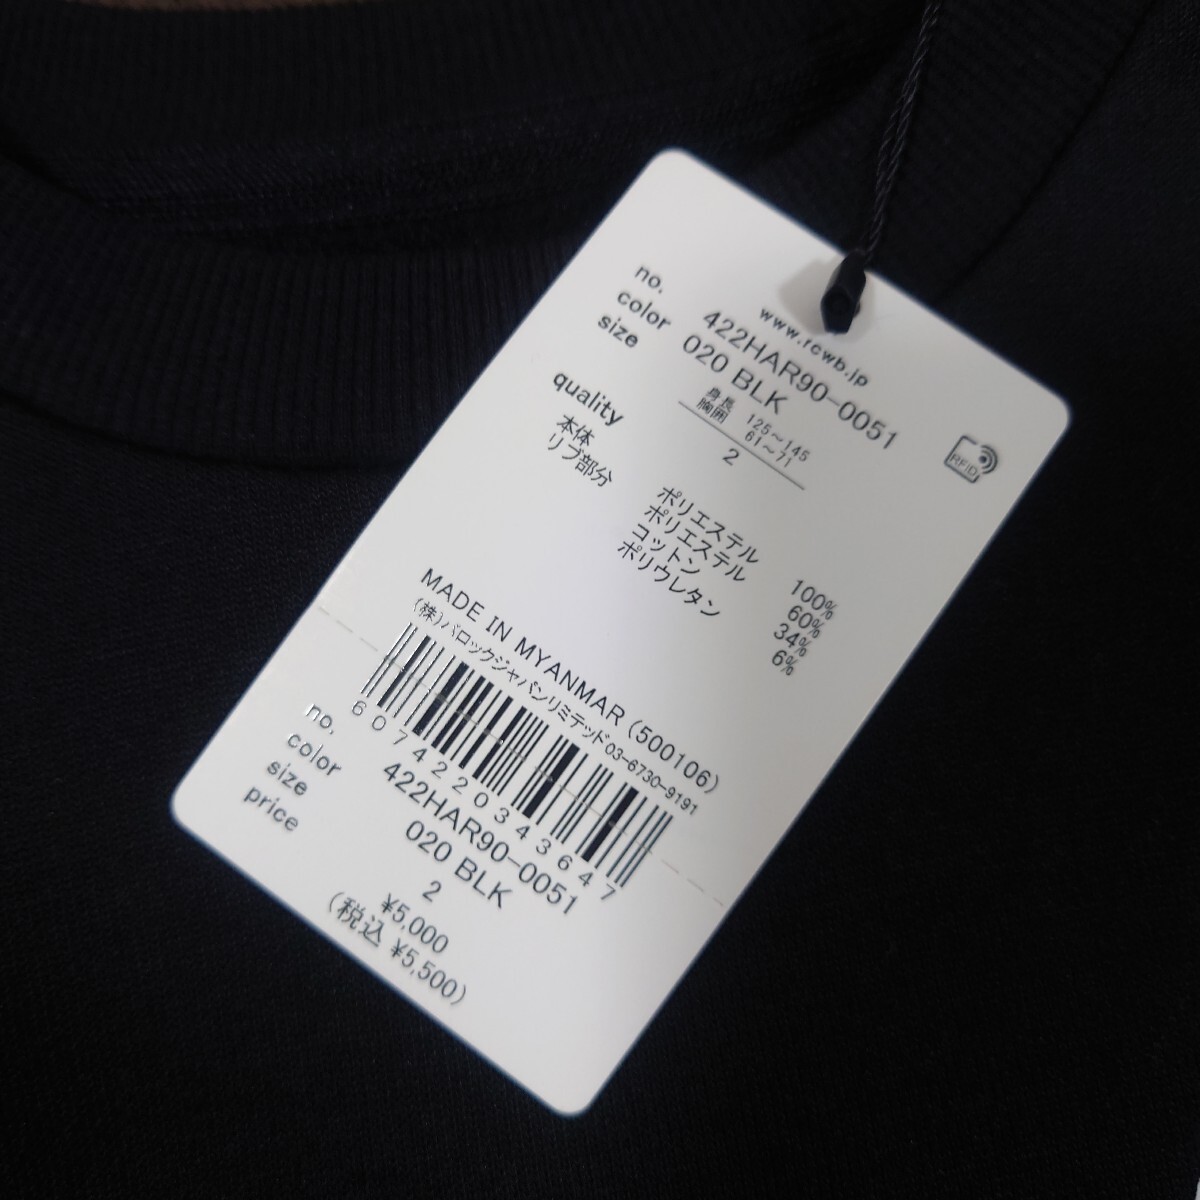 www.rcwb.jp
no. 422HAR90-0051
color 020 BLK
size 身長 125～145
胸囲 61～71
2
quality
本体 ポリエステル 100%
リブ部分 ポリエステル 60%
コットン 34%
ポリウレタン 6%
RFID
MADE IN MYANMAR (500106)
(株)バロックジャパンリミテッド03-6730-9191
6074220343647
no. 422HAR90-0051
color 020 BLK
size 2
price ¥5,000
(税込 ¥5,500)